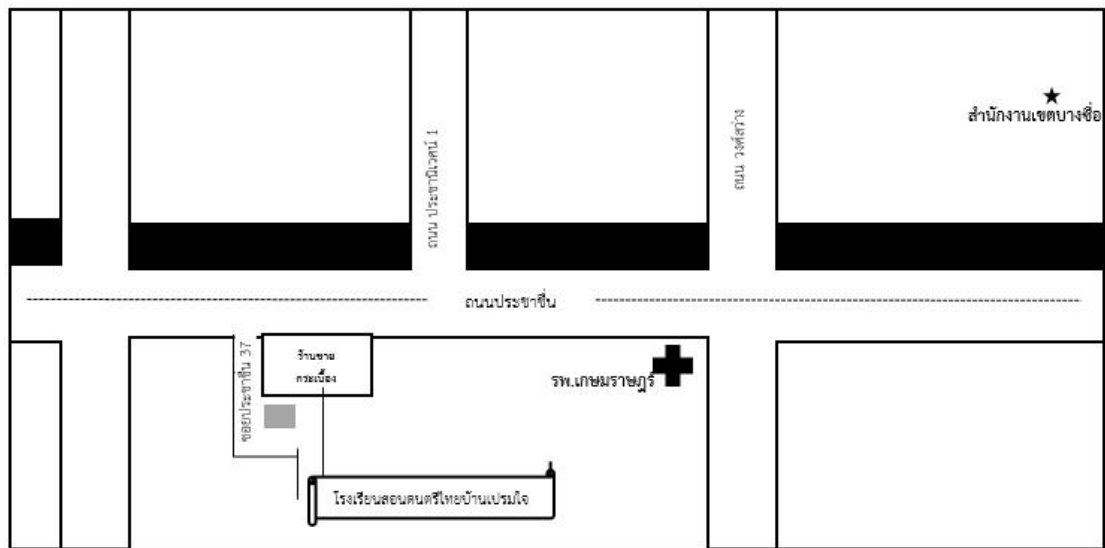 สำนักงานเขตบางซื่อ
ถนน ประชานิเวศน์ 1
ถนน วงศ์สว่าง
ถนนประชาชื่น
ซอยประชาชื่น 37
ร้านขาย
กระเบื้อง
รพ.เกษมราษฎร์
โรงเรียนสอนดนตรีไทยบ้านเปรมใจ